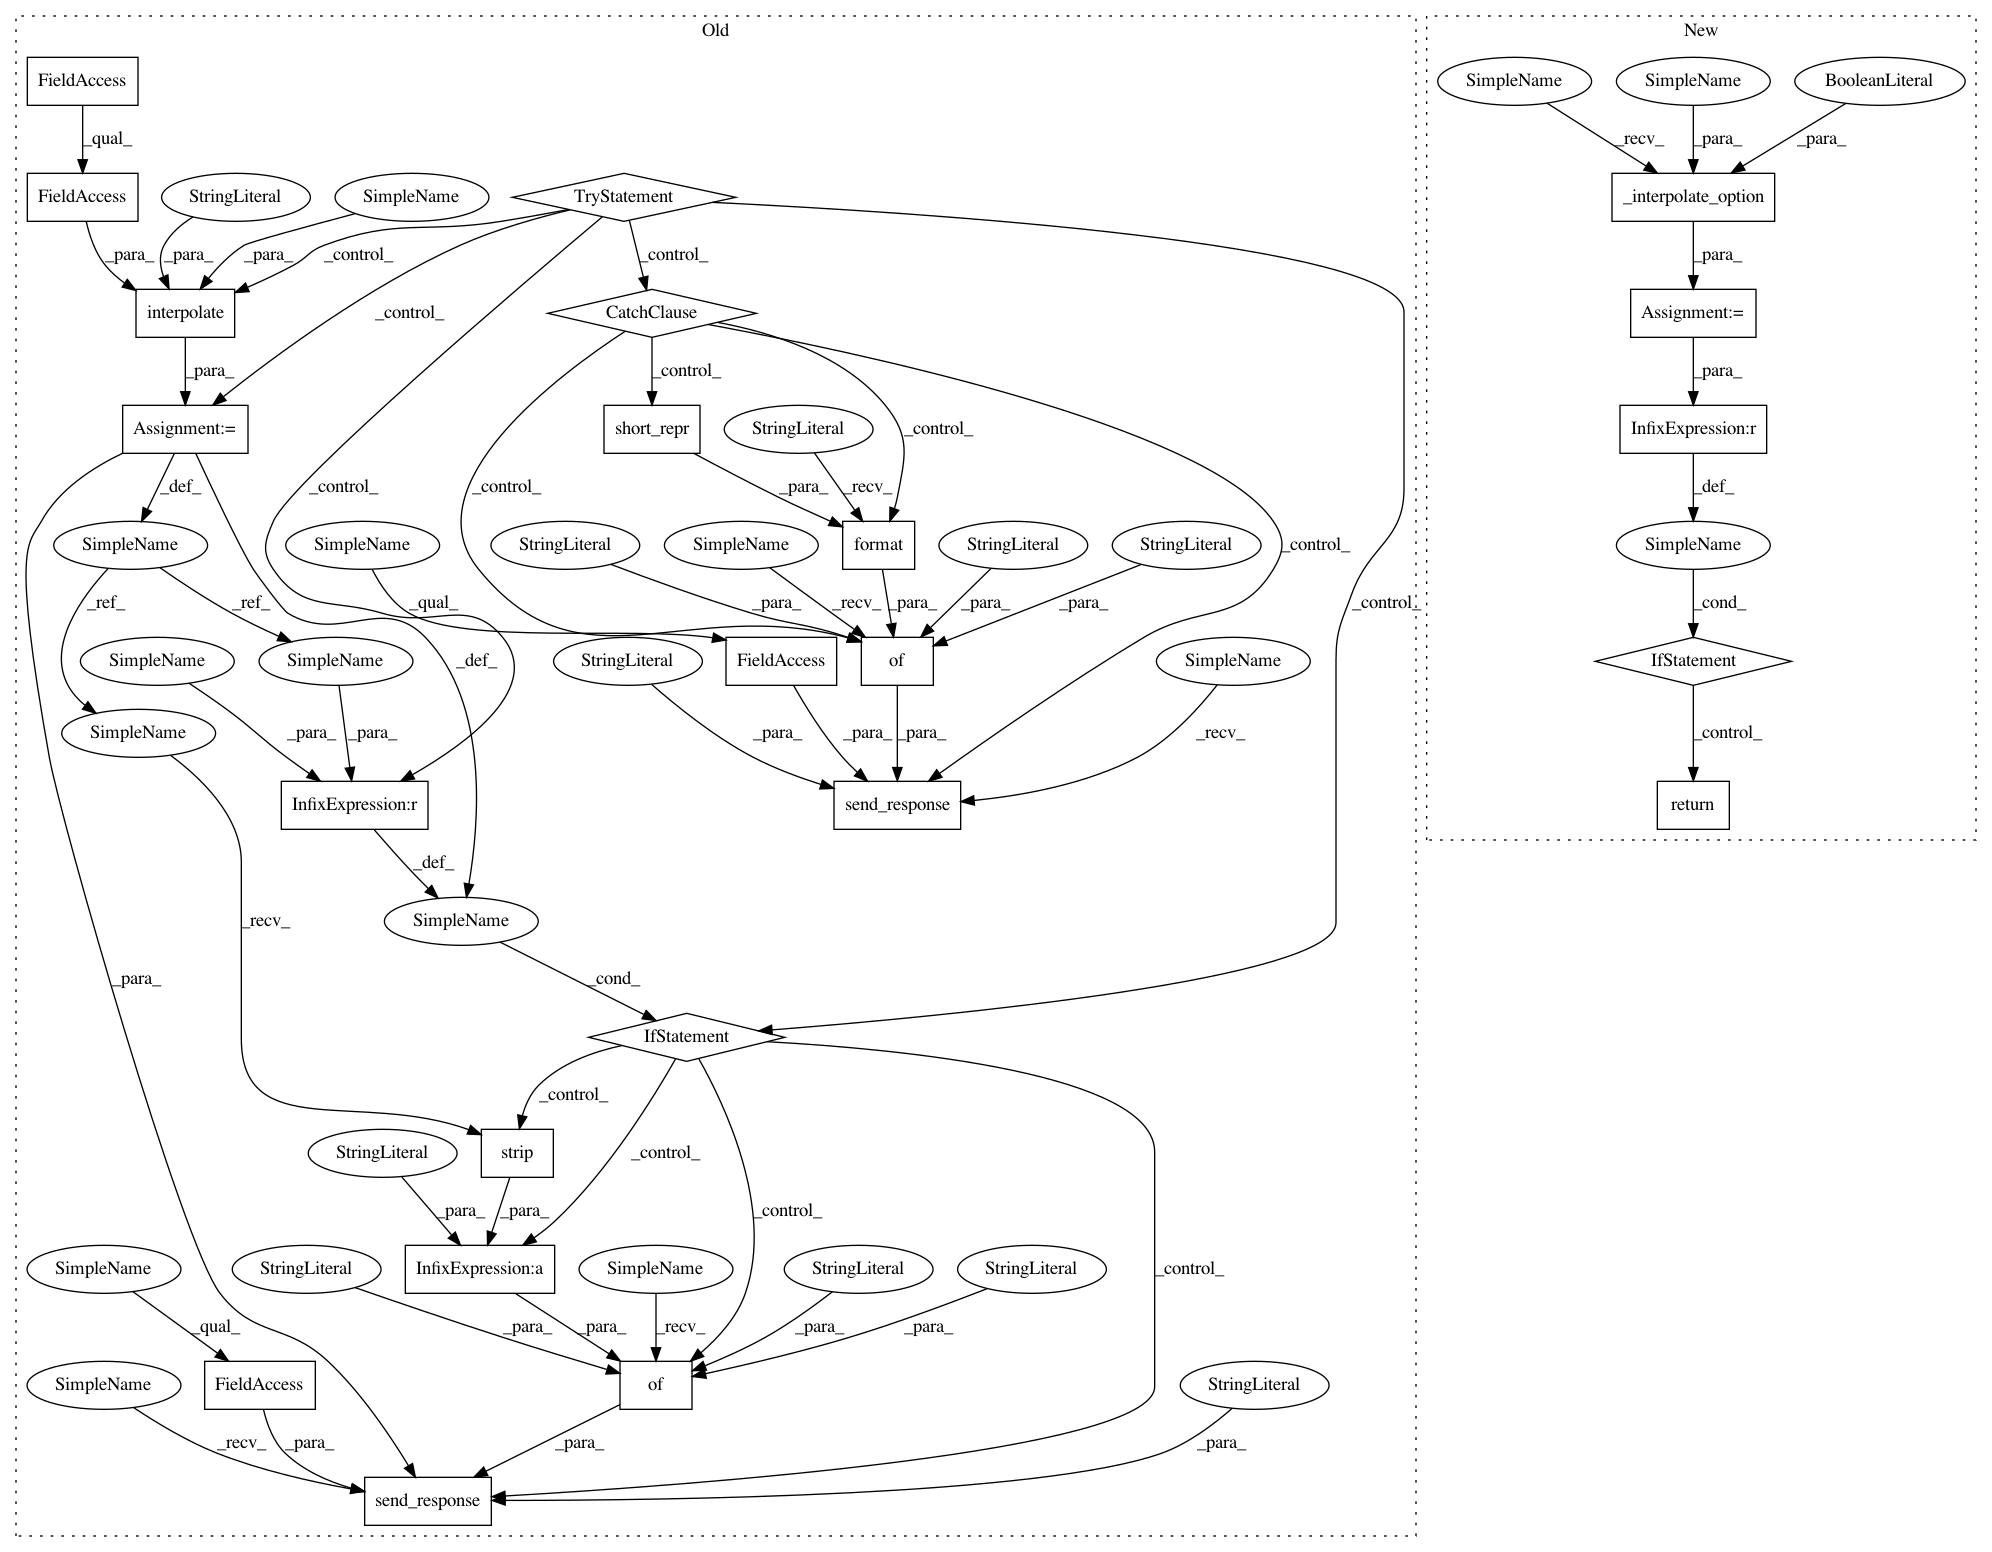 Old
New
FieldAccess
SimpleName
SimpleName
BooleanLiteral
_qual_
_recv_
_para_
_para_
FieldAccess
StringLiteral
SimpleName
TryStatement
_interpolate_option
_para_
_para_
_para_
_control_
_control_
_para_
interpolate
_control_
CatchClause
Assignment:=
_para_
_control_
_para_
Assignment:=
short_repr
StringLiteral
_control_
InfixExpression:r
_def_
_control_
_control_
_para_
_recv_
_def_
SimpleName
SimpleName
StringLiteral
SimpleName
format
StringLiteral
StringLiteral
_control_
SimpleName
_ref_
_ref_
_qual_
_para_
_recv_
_para_
_para_
_para_
_control_
_cond_
SimpleName
SimpleName
_def_
StringLiteral
FieldAccess
of
SimpleName
IfStatement
SimpleName
_para_
_para_
_para_
_para_
_para_
_recv_
_control_
InfixExpression:r
send_response
return
_def_
SimpleName
_recv_
_para_
_cond_
IfStatement
_control_
StringLiteral
strip
_control_
_para_
_para_
_control_
SimpleName
StringLiteral
InfixExpression:a
SimpleName
StringLiteral
StringLiteral
_control_
_qual_
_para_
_para_
_recv_
_para_
_para_
SimpleName
FieldAccess
of
StringLiteral
_recv_
_para_
_para_
_para_
send_response